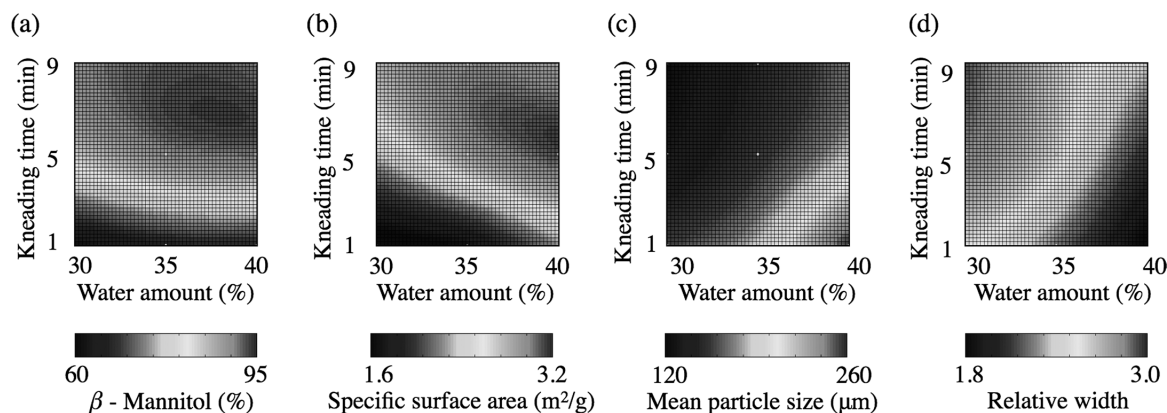 (a) (b) (c) (d)
Kneading time (min) Kneading time (min) Kneading time (min) Kneading time (min)
9 9 9 9
5 5 5 5
1 1 1 1
30 35 40 30 35 40 30 35 40 30 35 40
Water amount (%) Water amount (%) Water amount (%) Water amount (%)
60 95 1.6 3.2 120 260 1.8 3.0
β - Mannitol (%) Specific surface area (m²/g) Mean particle size (μm) Relative width